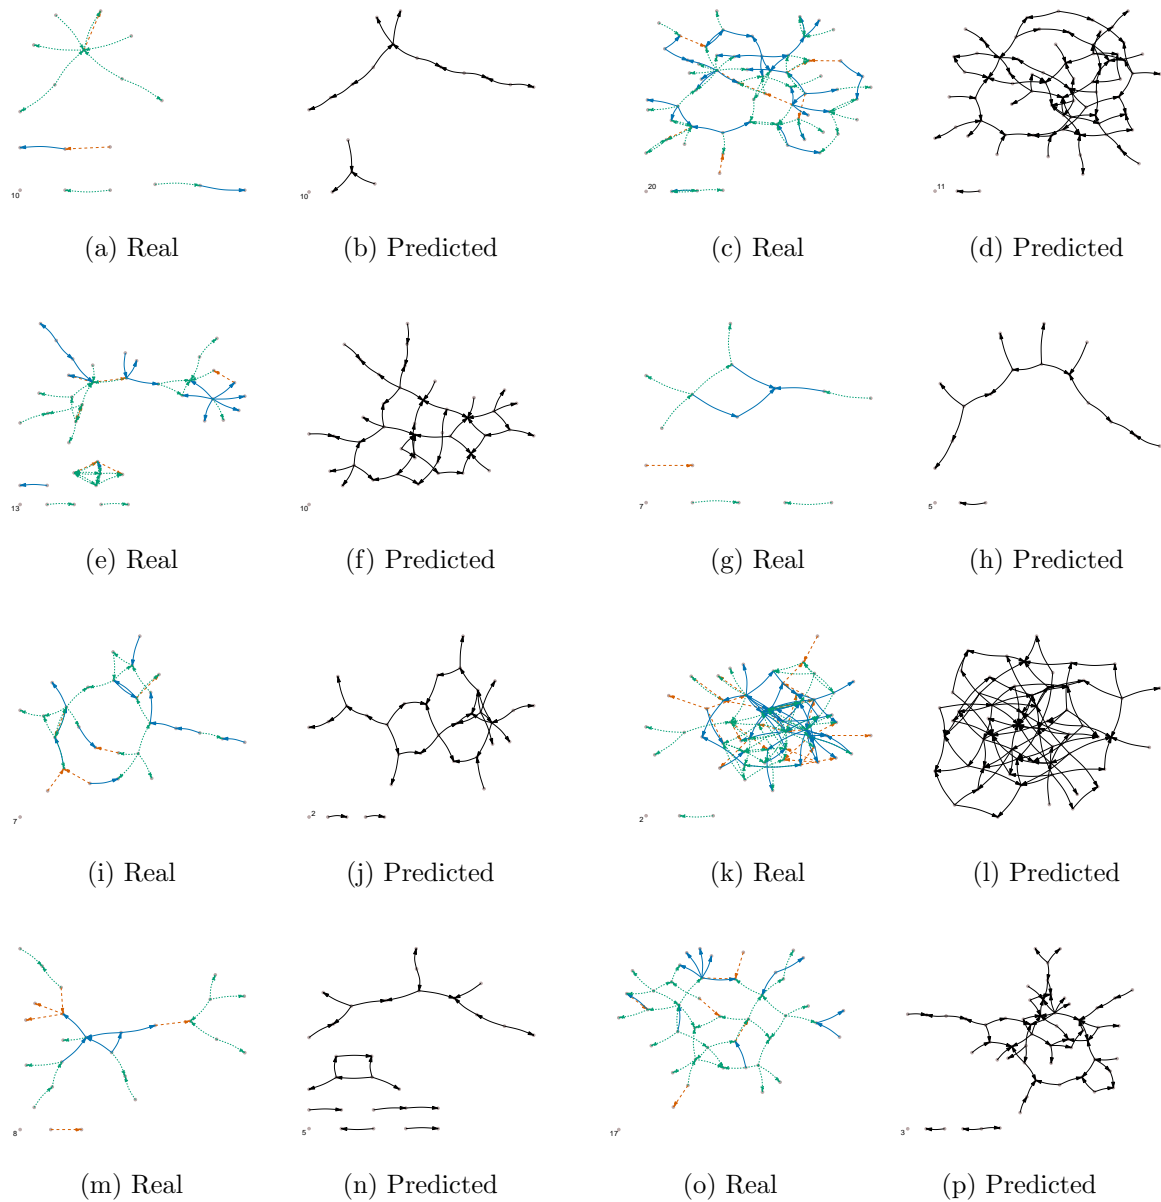 10
10
20
11
(a) Real
(b) Predicted
(c) Real
(d) Predicted
13
10
7
5
(e) Real
(f) Predicted
(g) Real
(h) Predicted
7
2
2
(i) Real
(j) Predicted
(k) Real
(l) Predicted
8
5
17
3
(m) Real
(n) Predicted
(o) Real
(p) Predicted